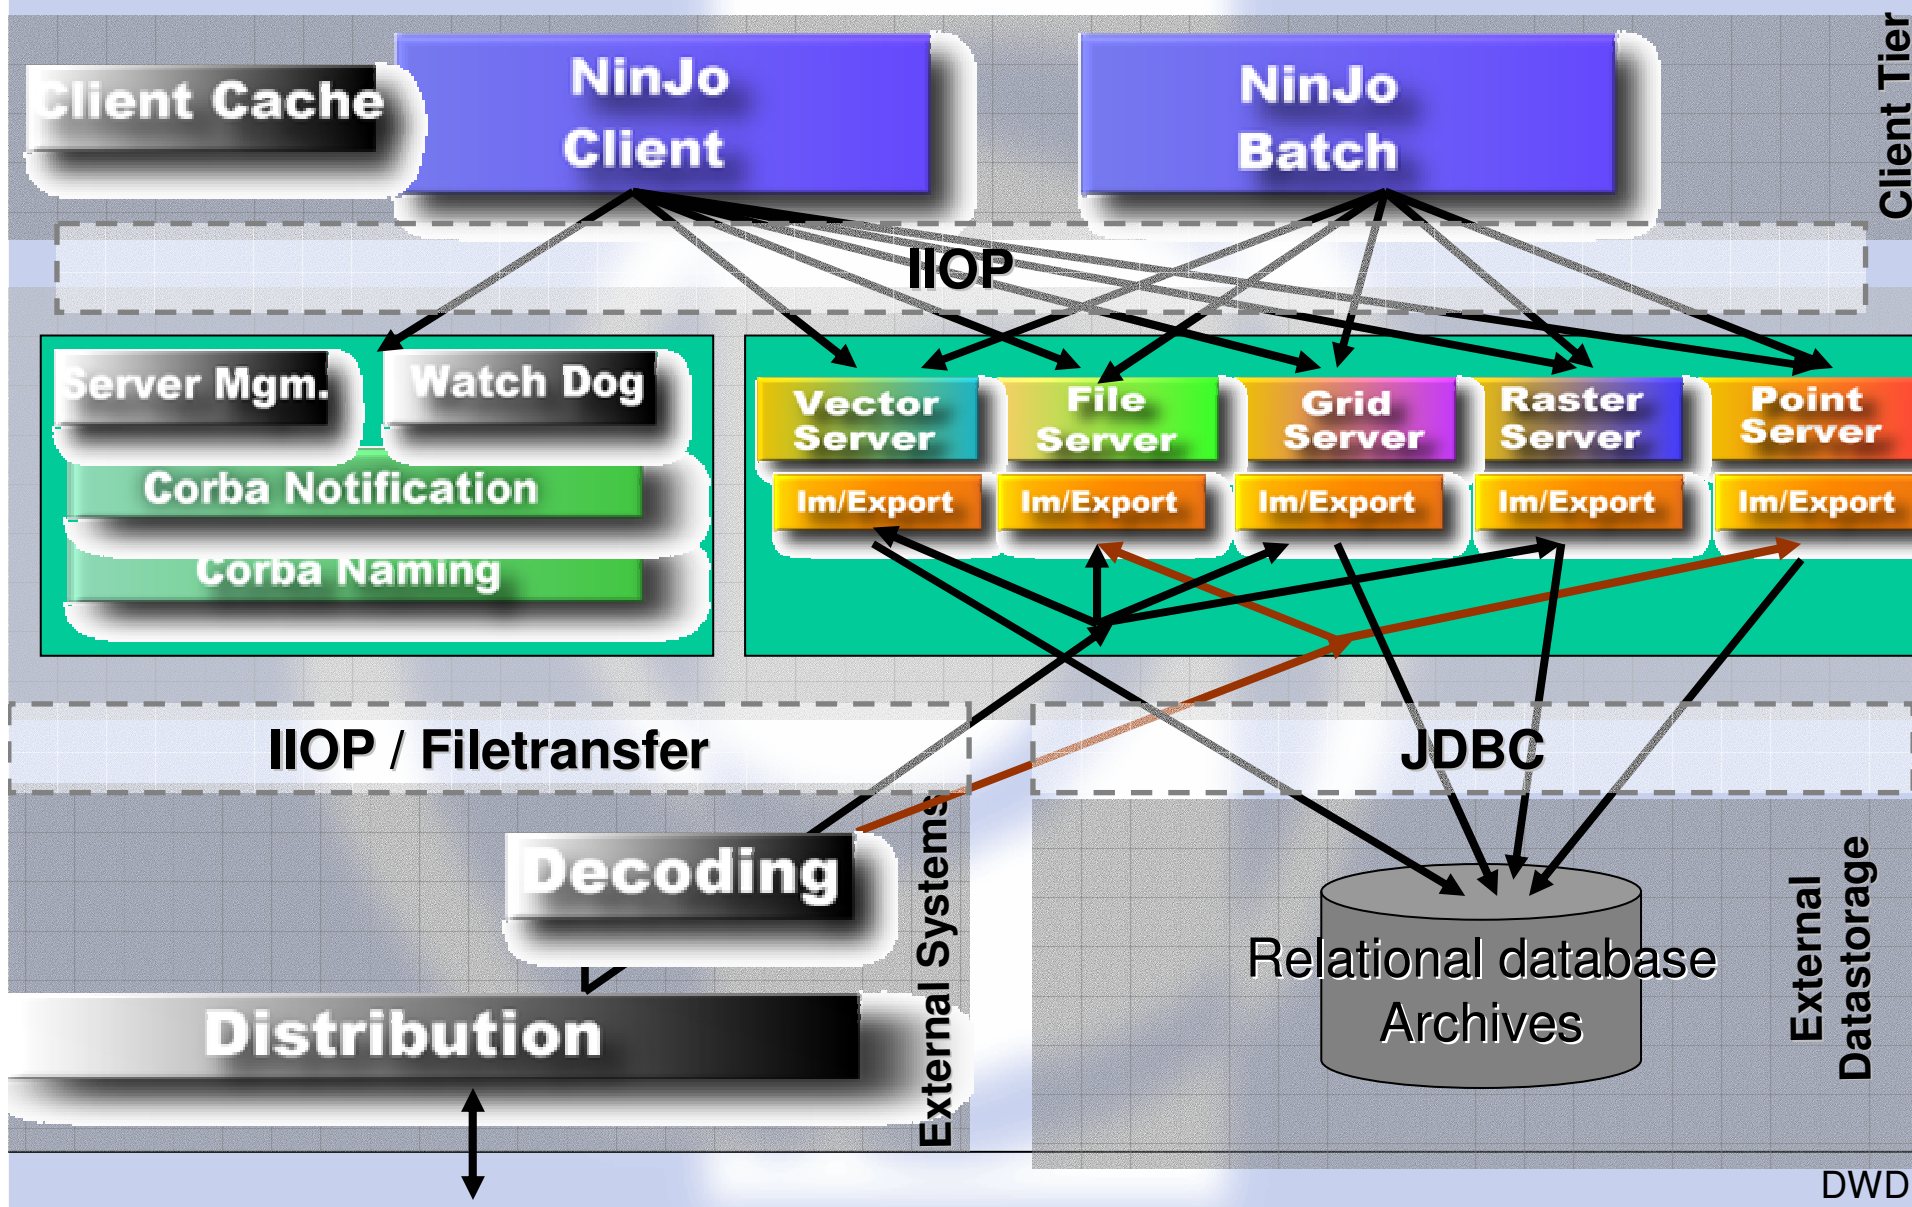 Client Cache
NinJo
Client
NinJo
Batch
Client Tier
IIOP
Server Mgm.
Watch Dog
Corba Notification
Corba Naming
Vector
Server
File
Server
Grid
Server
Raster
Server
Point
Server
Im/Export
Im/Export
Im/Export
Im/Export
Im/Export
IIOP / Filetransfer
JDBC
Decoding
Distribution
External Systems
Relational database
Archives
External
Datastorage
DWD